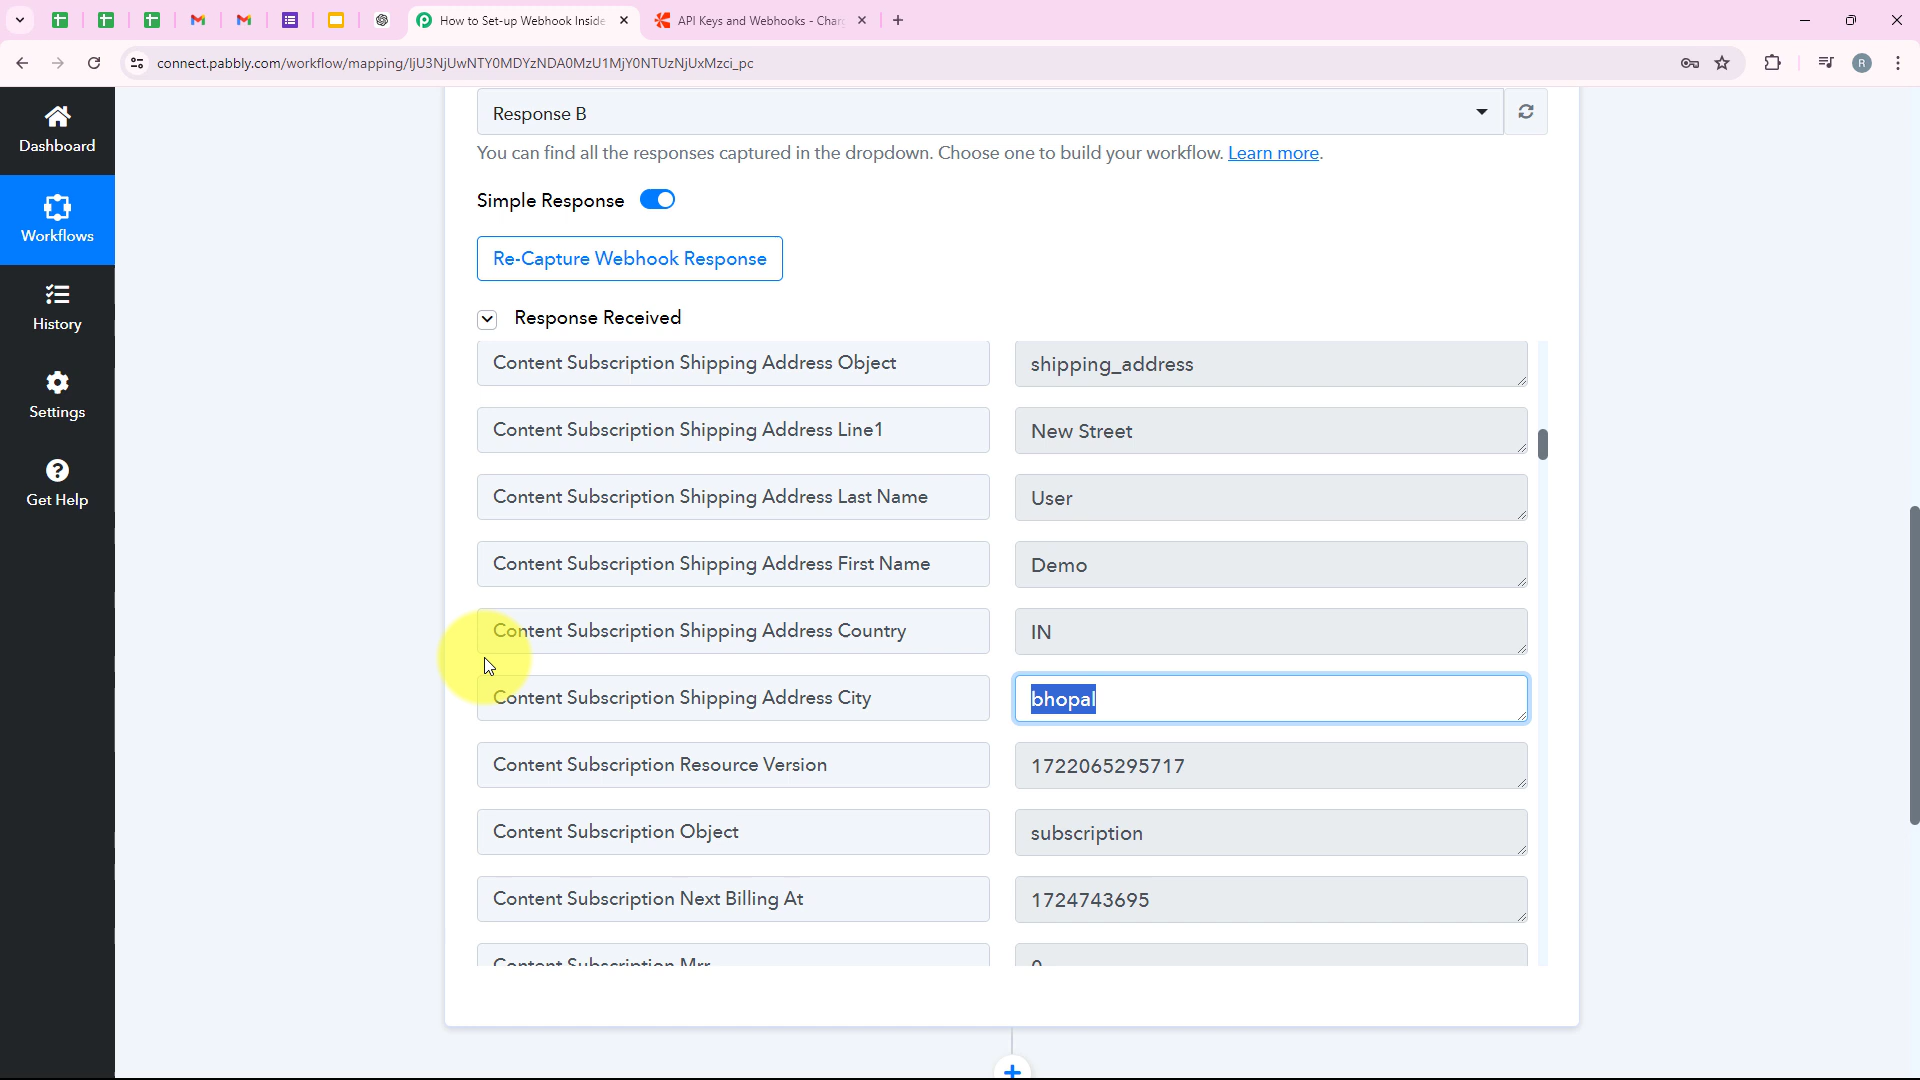 How to Set-up Webhook Inside
API Keys and Webhooks - Char
connect.pabbly.com/workflow/mapping/IjU3NjUwNTY0MDYzNDA0MzU1MjY0NTUzNjUxMzci_pc
R
Dashboard
Workflows
History
Settings
Get Help
Response B
You can find all the responses captured in the dropdown. Choose one to build your workflow. Learn more.
Simple Response
Re-Capture Webhook Response
Response Received
Content Subscription Shipping Address Object
shipping_address
Content Subscription Shipping Address Line1
New Street
Content Subscription Shipping Address Last Name
User
Content Subscription Shipping Address First Name
Demo
Content Subscription Shipping Address Country
IN
Content Subscription Shipping Address City
bhopal
Content Subscription Resource Version
1722065295717
Content Subscription Object
subscription
Content Subscription Next Billing At
1724743695
Content Subscription Mrr
0